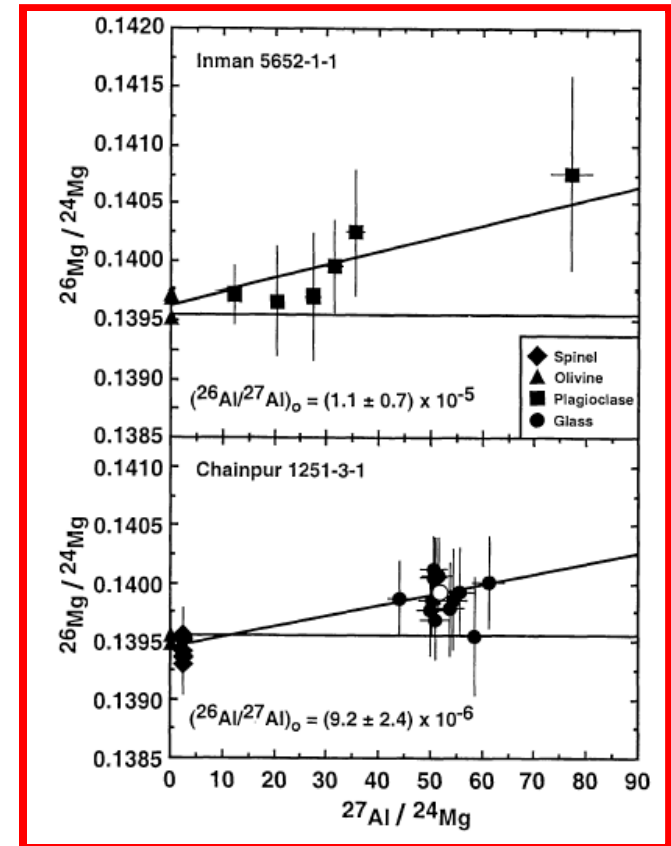 0.1420
Inman 5652-1-1
0.1415
0.1410
0.1405
0.1400
0.1395
0.1390
0.1385
²⁶Mg / ²⁴Mg
Spinel
Olivine
Plagioclase
Glass
(²⁶Al/²⁷Al)ₒ = (1.1 ± 0.7) x 10⁻⁵
0.1410
Chainpur 1251-3-1
0.1405
0.1400
0.1395
0.1390
0.1385
²⁶Mg / ²⁴Mg
(²⁶Al/²⁷Al)ₒ = (9.2 ± 2.4) x 10⁻⁶
0 10 20 30 40 50 60 70 80 90
²⁷Al / ²⁴Mg